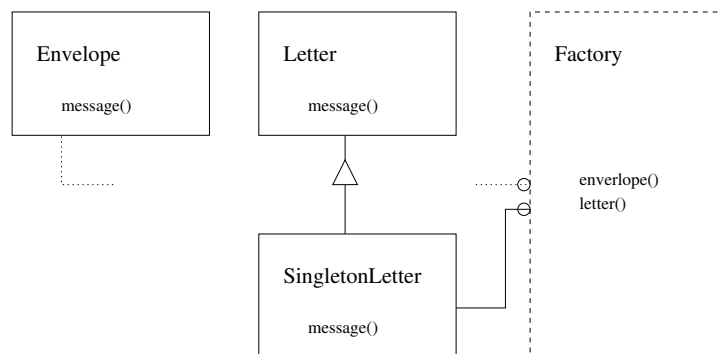 Envelope
message()
Letter
message()
Factory
enverlope()
letter()
SingletonLetter
message()